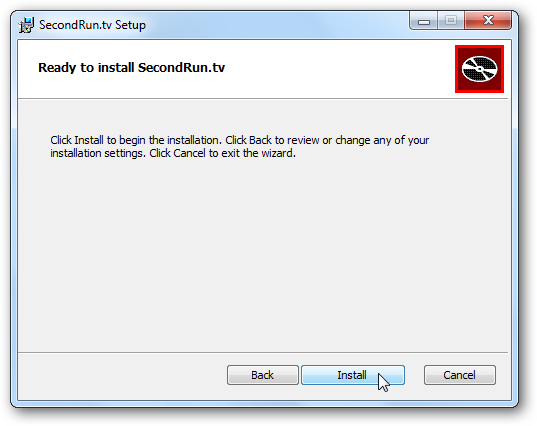 SecondRun.tv Setup
Ready to install SecondRun.tv
Click Install to begin the installation. Click Back to review or change any of your
installation settings. Click Cancel to exit the wizard.
Back
Install
Cancel